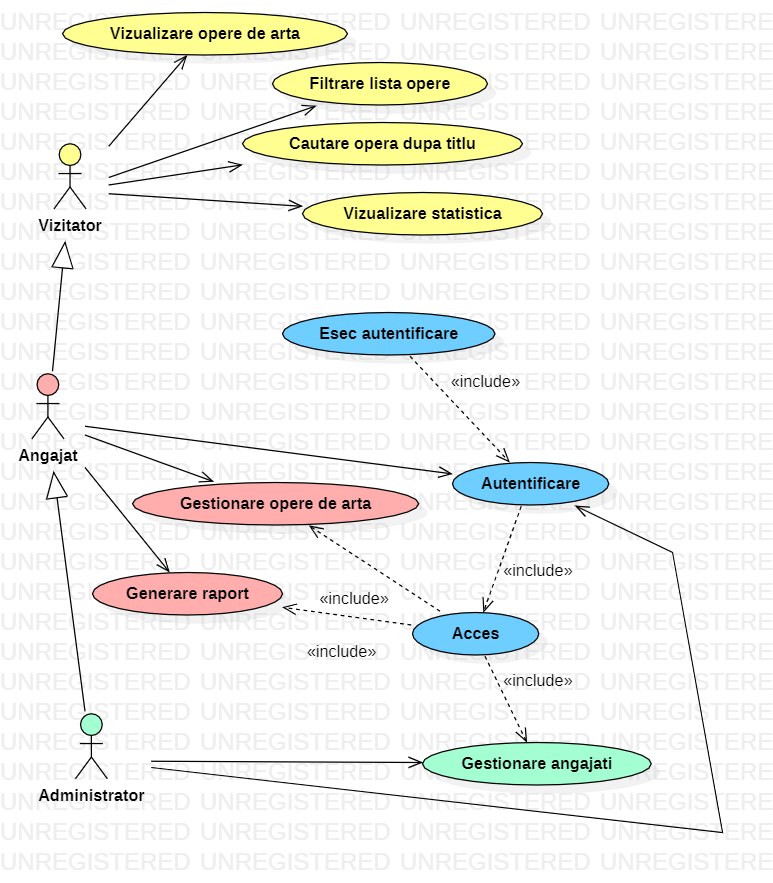 Vizualizare opere de arta
Filtrare lista opere
Cautare opera dupa titlu
Vizitator
Vizualizare statistica
Esec autentificare
«include»
Angajat
Autentificare
Gestionare opere de arta
«include»
Generare raport
«include»
Acces
«include»
«include»
Gestionare angajati
Administrator
UNREGISTERED UNREGISTERED UNREGISTERED UNREGISTERE